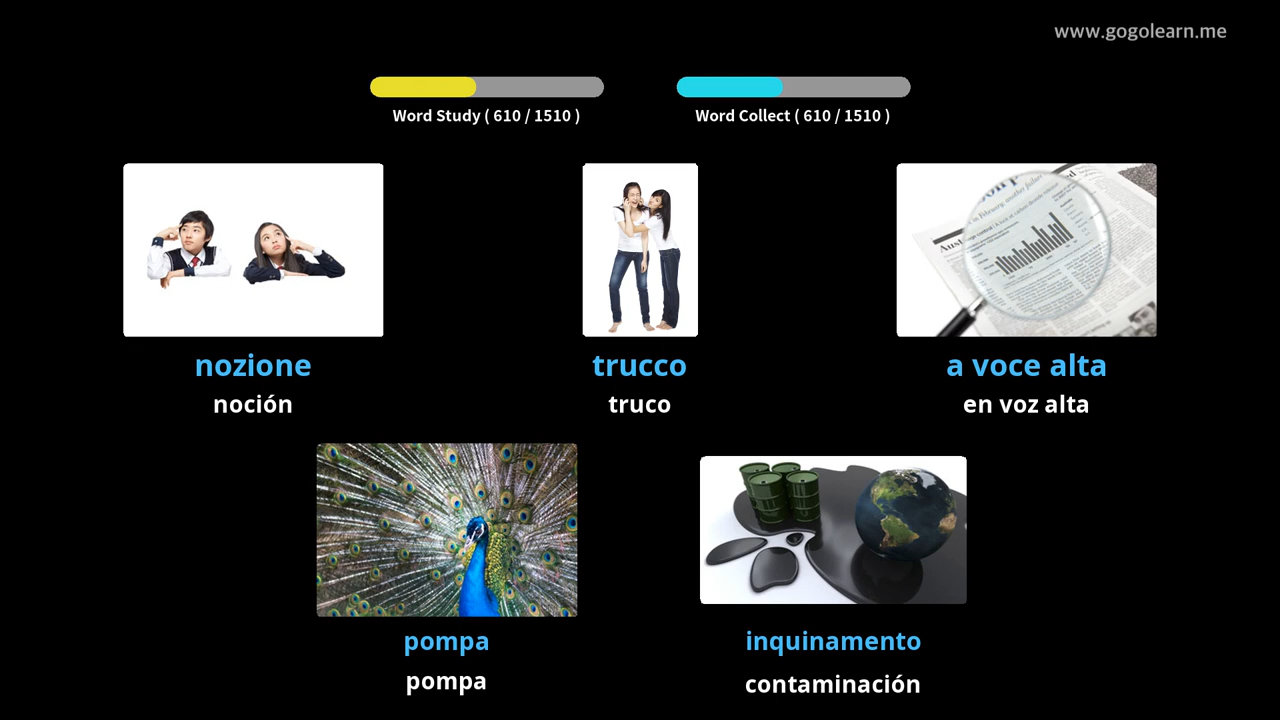 www.gogolearn.me
Word Study ( 610 / 1510 )
Word Collect ( 610 / 1510 )
nozione
noción
trucco
truco
a voce alta
en voz alta
pompa
pompa
inquinamento
contaminación